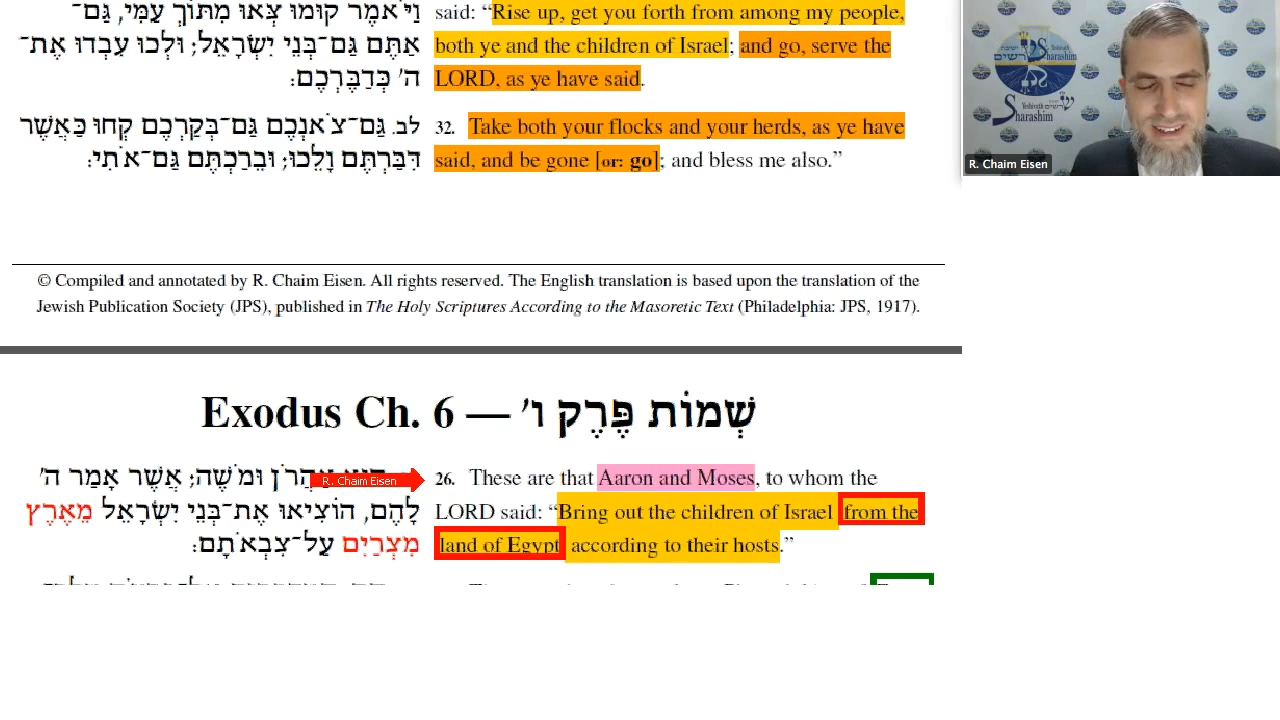 וַיֹּאמֶר קוּמוּ צְּאוּ מִתּוֹךְ עַמִּי, גַּם־
אַתֶּם גַּם־בְּנֵי יִשְׂרָאֵל; וּלְכוּ עִבְדוּ אֶת־
ה' כְּדַבֶּרְכֶם:
said: “Rise up, get you forth from among my people,
both ye and the children of Israel; and go, serve the
LORD, as ye have said.
לב. גַּם־צֹאנְכֶם גַּם־בְּקַרְכֶם קְחוּ כַּאֲשֶׁר
דִּבַּרְתֶּם וָלֵכוּ; וּבֵרַכְתֶּם גַּם־אֹתִי:
32. Take both your flocks and your herds, as ye have
said, and be gone [or: go]; and bless me also.”
© Compiled and annotated by R. Chaim Eisen. All rights reserved. The English translation is based upon the translation of the
Jewish Publication Society (JPS), published in The Holy Scriptures According to the Masoretic Text (Philadelphia: JPS, 1917).
Exodus Ch. 6 — שְׁמוֹת פֶּרֶק ו'
וּמֹשֶׁה; אֲשֶׁר אָמַר ה'
לָהֶם, הוֹצִיאוּ אֶת־בְּנֵי יִשְׂרָאֵל מֵאֶרֶץ
מִצְרַיִם עַל־צִבְאֹתָם:
R. Chaim Eisen
26. These are that Aaron and Moses, to whom the
LORD said: “Bring out the children of Israel from the
land of Egypt according to their hosts.”
Yeshivath
Sharashim
R. Chaim Eisen